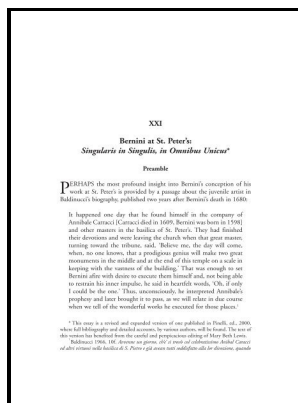 XXI
Bernini at St. Peter's:
Singularis in Singulis, in Omnibus Unicus*
Preamble
PERHAPS the most profound insight into Bernini's conception of his
work at St. Peter's is provided by a passage about the juvenile artist in
Baldinucci's biography, published two years after Bernini's death in 1680:
It happened one day that he found himself in the company of
Annibale Carracci [Carracci died in 1609, Bernini was born in 1598]
and other masters in the basilica of St. Peter's. They had finished
their devotions and were leaving the church when that great master,
turning toward the tribune, said, 'Believe me, the day will come,
when, no one knows, that a prodigious genius will make two great
monuments in the middle and at the end of this temple on a scale in
keeping with the vastness of the building.' That was enough to set
Bernini afire with desire to execute them himself and, not being able
to restrain his inner impulse, he said in heartfelt words, 'Oh, if only
I could be the one.' Thus, unconsciously, he interpreted Annibale's
prophesy and later brought it to pass, as we will relate in due course
when we tell of the wonderful works he executed for those places.¹
* This essay is a revised and expanded version of one published in Pinelli, ed., 2000,
where full bibliography and detailed accounts, by various authors, will be found. The text of
this version has benefited from the careful and perspicacious editing of Mary Beth Lewis.
¹ Baldinucci 1966, 10f. Avvenne un giorno, ch'e' si trovò col celebratissimo Anibal Caracci
ed altri virtuosi nella basilica di S. Pietro e già avean tutti soddisfatto alla lor divozione, quando